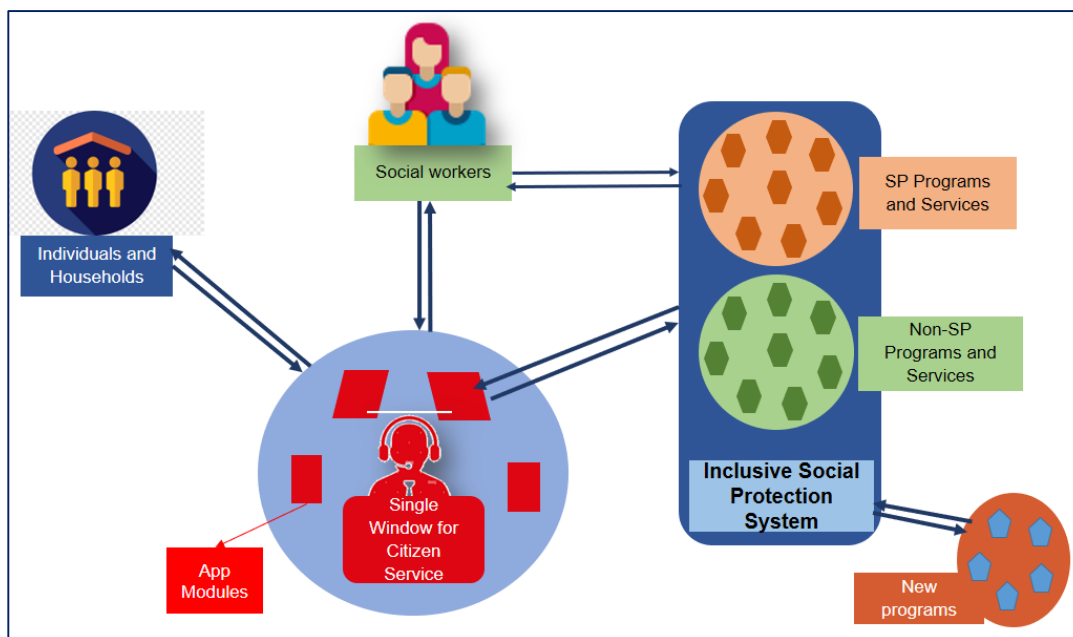 Social workers
Individuals and
Households
SP Programs
and Services
Non-SP
Programs and
Services
Inclusive Social
Protection
System
Single
Window for
Citizen
Service
App
Modules
New
programs